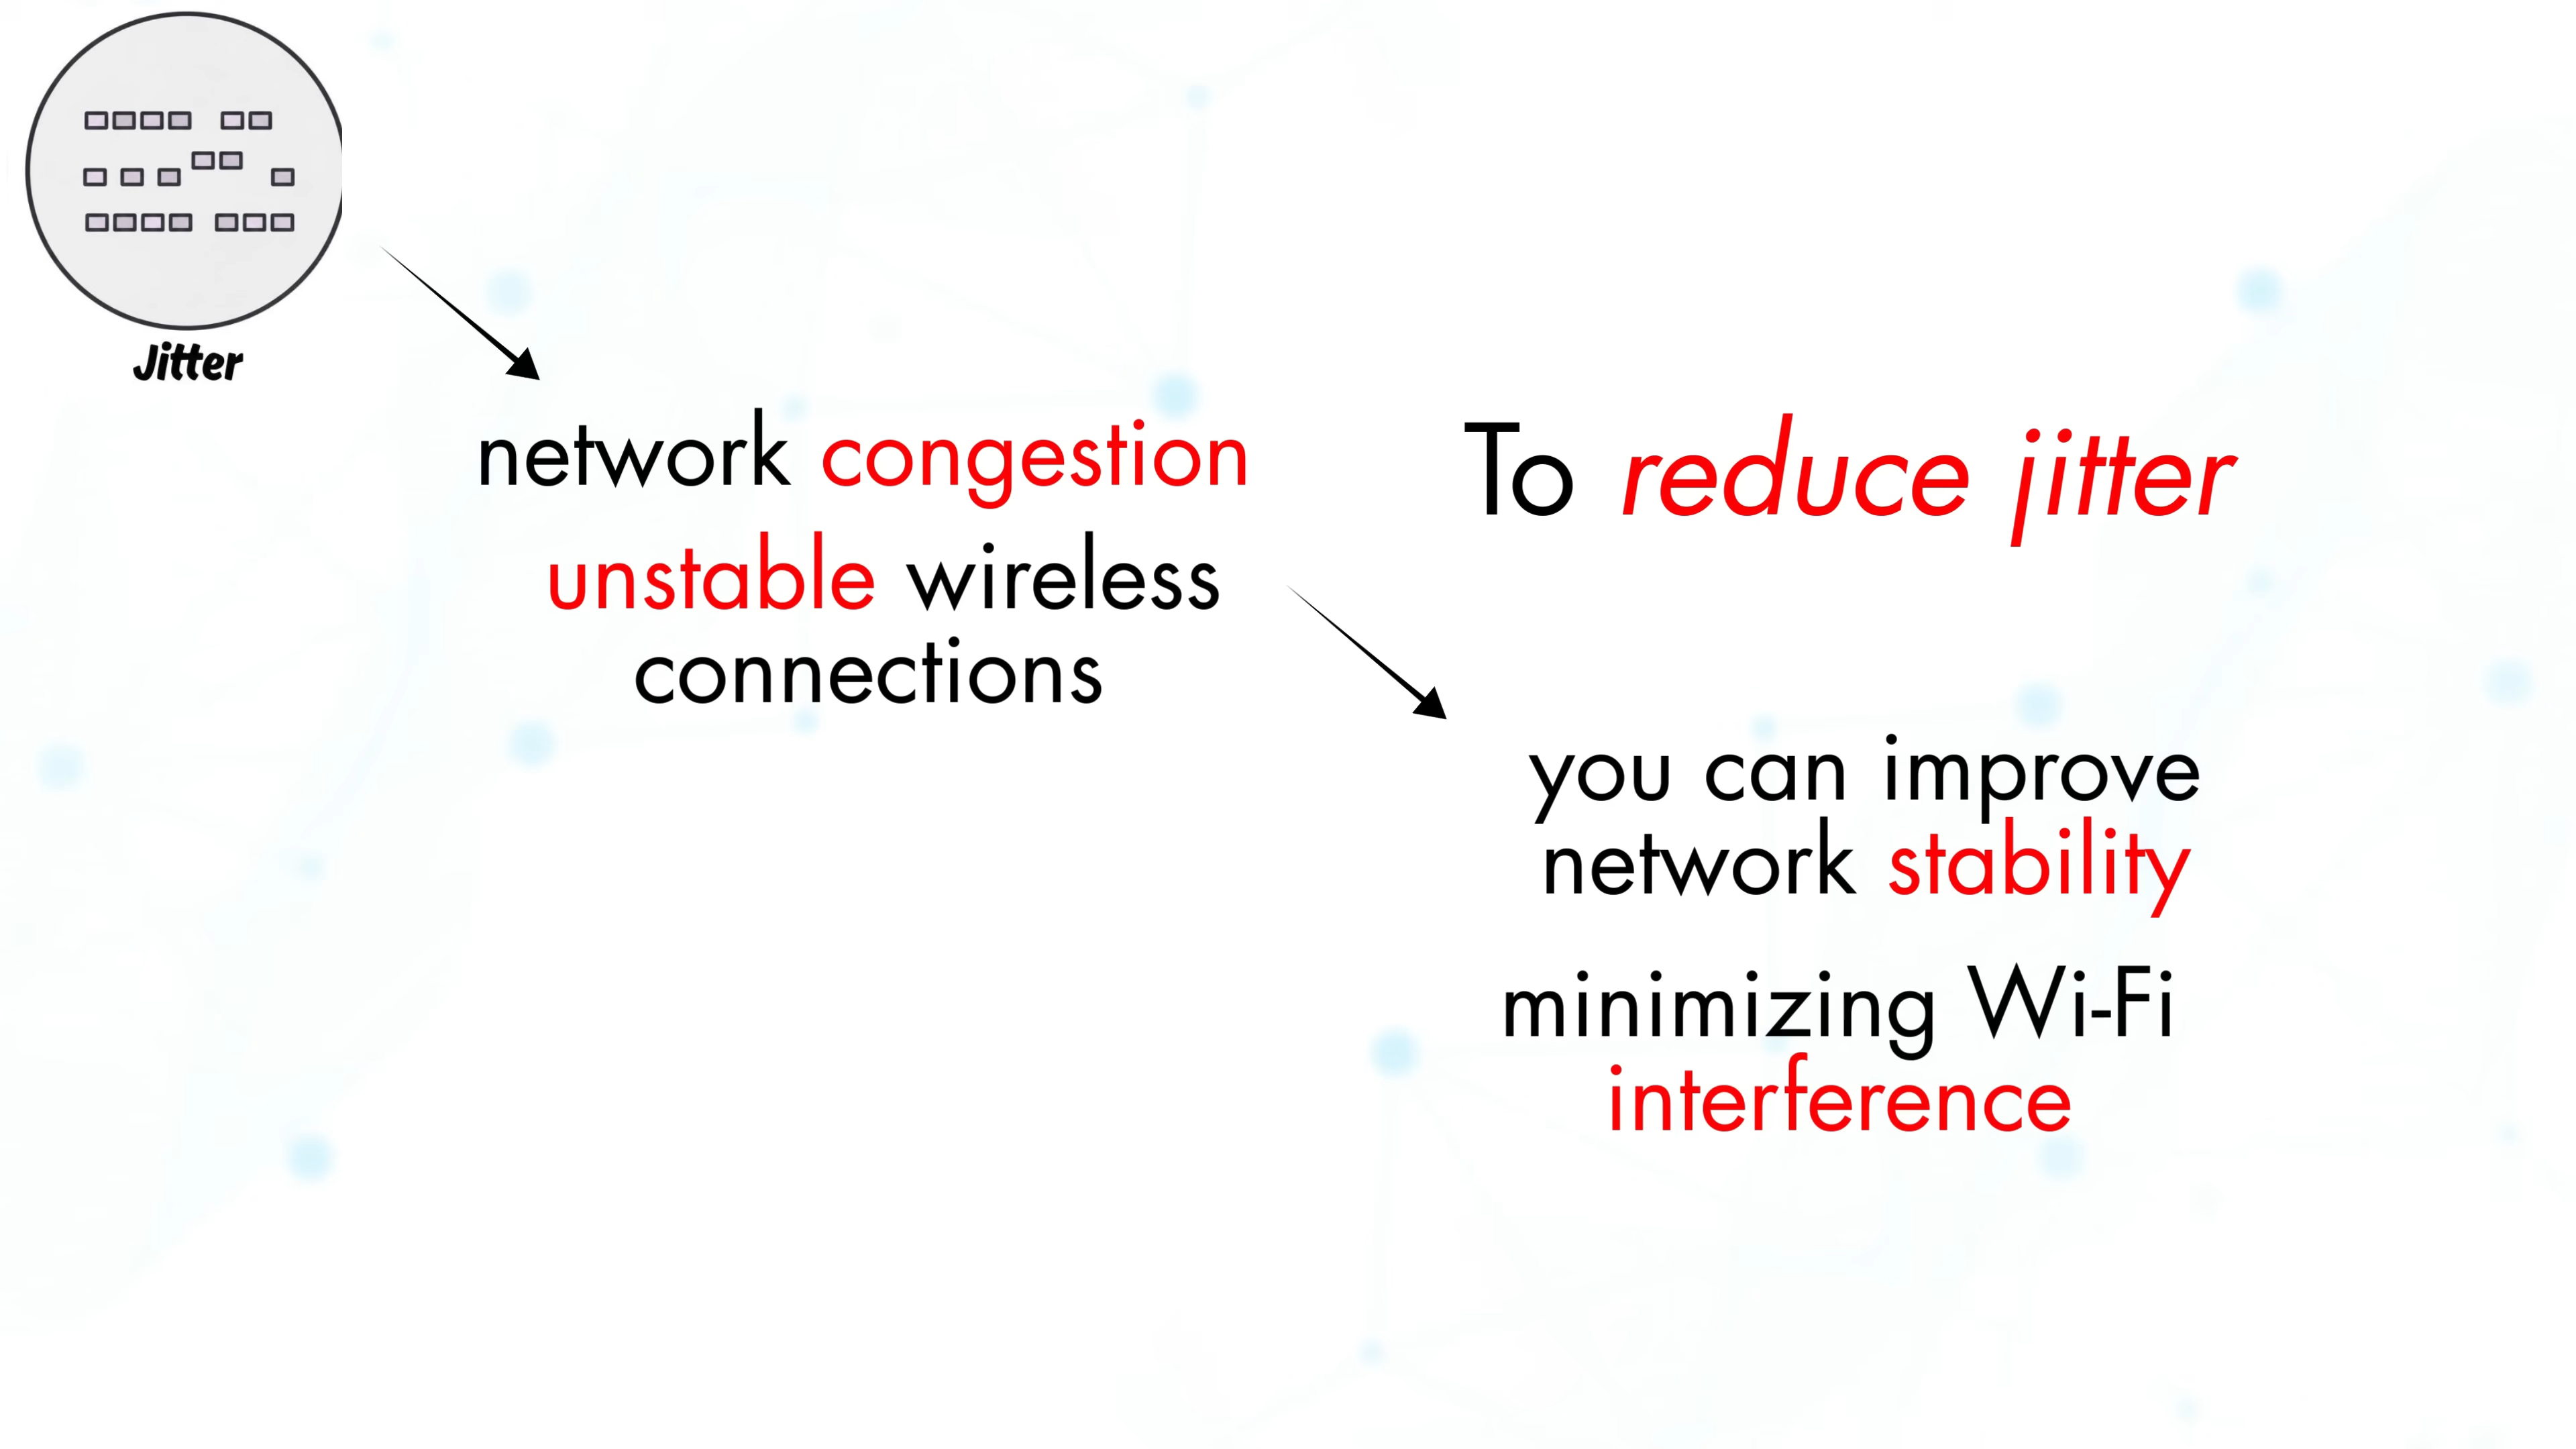 Jitter
network congestion
unstable wireless
connections
To reduce jitter
you can improve
network stability
minimizing Wi-Fi
interference